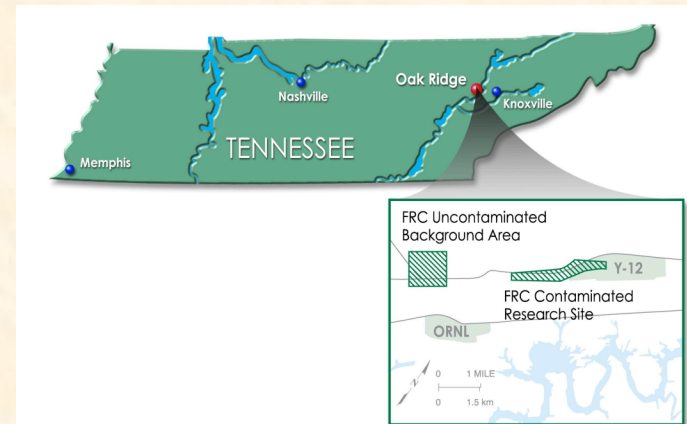 Oak Ridge
Nashville
Knoxville
TENNESSEE
Memphis
FRC Uncontaminated
Background Area
Y-12
FRC Contaminated
Research Site
ORNL
N
0 1 MILE
0 1.5 km